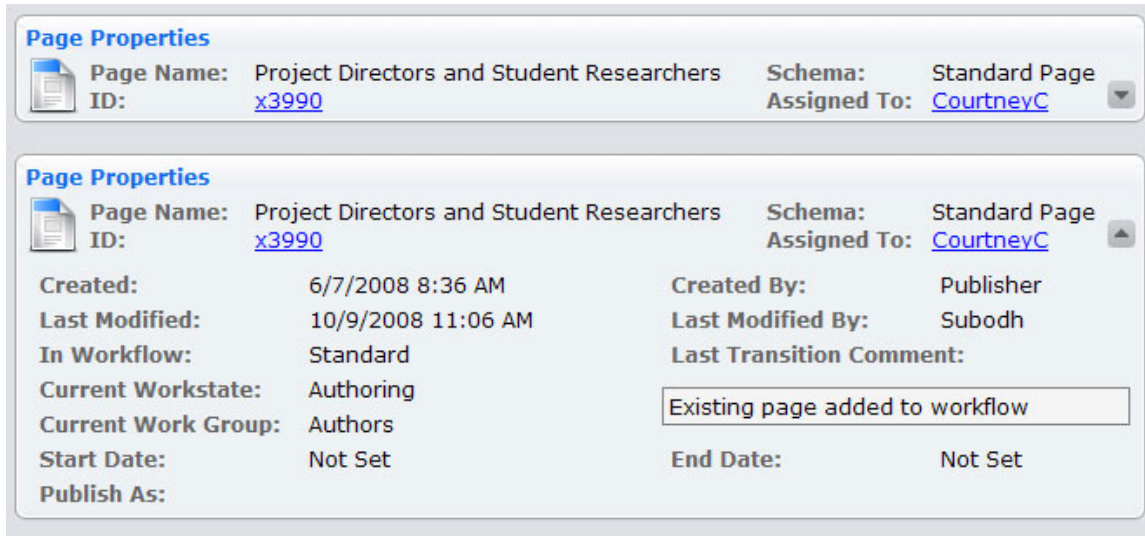 Page Properties
Page Name: Project Directors and Student Researchers Schema: Standard Page
ID: x3990 Assigned To: CourtneyC
Page Properties
Page Name: Project Directors and Student Researchers Schema: Standard Page
ID: x3990 Assigned To: CourtneyC
Created: 6/7/2008 8:36 AM Created By: Publisher
Last Modified: 10/9/2008 11:06 AM Last Modified By: Subodh
In Workflow: Standard Last Transition Comment:
Current Workstate: Authoring
Existing page added to workflow
Current Work Group: Authors
Start Date: Not Set End Date: Not Set
Publish As: